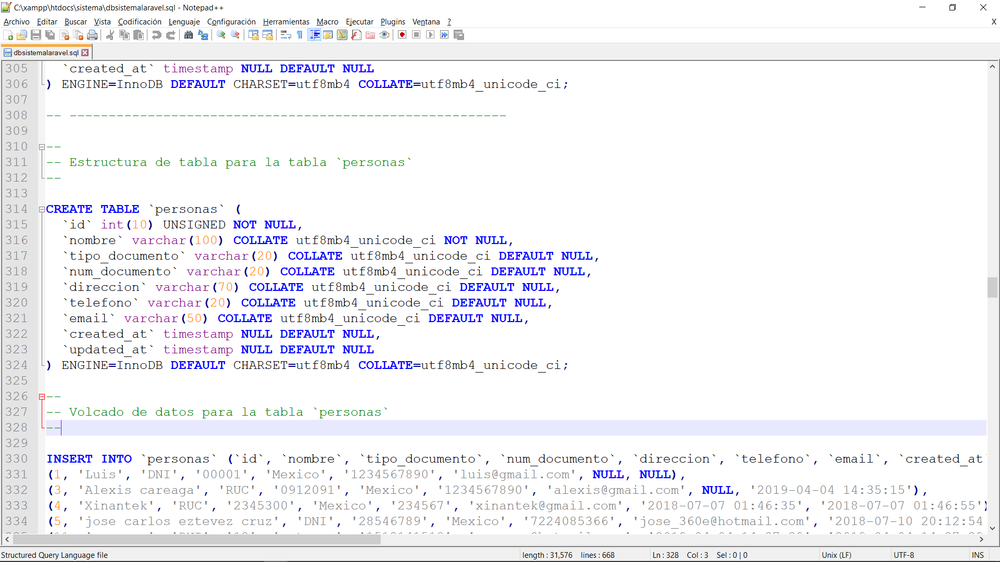 C:\xampp\htdocs\sistema\dbsistemalaravel.sql - Notepad++
Archivo Editar Buscar Vista Codificación Lenguaje Configuración Herramientas Macro Ejecutar Plugins Ventana ? X
dbsistemalaravel.sql
305 `created_at` timestamp NULL DEFAULT NULL
306 ) ENGINE=InnoDB DEFAULT CHARSET=utf8mb4 COLLATE=utf8mb4_unicode_ci;
307
308 -- --------------------------------------------------------
309
310 --
311 -- Estructura de tabla para la tabla `personas`
312 --
313
314 CREATE TABLE `personas` (
315 `id` int(10) UNSIGNED NOT NULL,
316 `nombre` varchar(100) COLLATE utf8mb4_unicode_ci NOT NULL,
317 `tipo_documento` varchar(20) COLLATE utf8mb4_unicode_ci DEFAULT NULL,
318 `num_documento` varchar(20) COLLATE utf8mb4_unicode_ci DEFAULT NULL,
319 `direccion` varchar(70) COLLATE utf8mb4_unicode_ci DEFAULT NULL,
320 `telefono` varchar(20) COLLATE utf8mb4_unicode_ci DEFAULT NULL,
321 `email` varchar(50) COLLATE utf8mb4_unicode_ci DEFAULT NULL,
322 `created_at` timestamp NULL DEFAULT NULL,
323 `updated_at` timestamp NULL DEFAULT NULL
324 ) ENGINE=InnoDB DEFAULT CHARSET=utf8mb4 COLLATE=utf8mb4_unicode_ci;
325
326 --
327 -- Volcado de datos para la tabla `personas`
328 --
329
330 INSERT INTO `personas` (`id`, `nombre`, `tipo_documento`, `num_documento`, `direccion`, `telefono`, `email`, `created_at`
331 (1, 'Luis', 'DNI', '00001', 'Mexico', '1234567890', 'luis@gmail.com', NULL, NULL),
332 (3, 'Alexis careaga', 'RUC', '0912091', 'Mexico', '1234567890', 'alexis@gmail.com', NULL, '2019-04-04 14:35:15'),
333 (4, 'Xinantek', 'RUC', '2345300', 'Mexico', '234567', 'xinantek@gmail.com', '2018-07-07 01:46:35', '2018-07-07 01:46:55')
334 (5, 'jose carlos eztevez cruz', 'DNI', '28546789', 'Mexico', '7224085366', 'jose_360e@hotmail.com', '2018-07-10 20:12:54'
Structured Query Language file length : 31,576 lines : 668 Ln : 328 Col : 3 Sel : 0 | 0 Unix (LF) UTF-8 INS